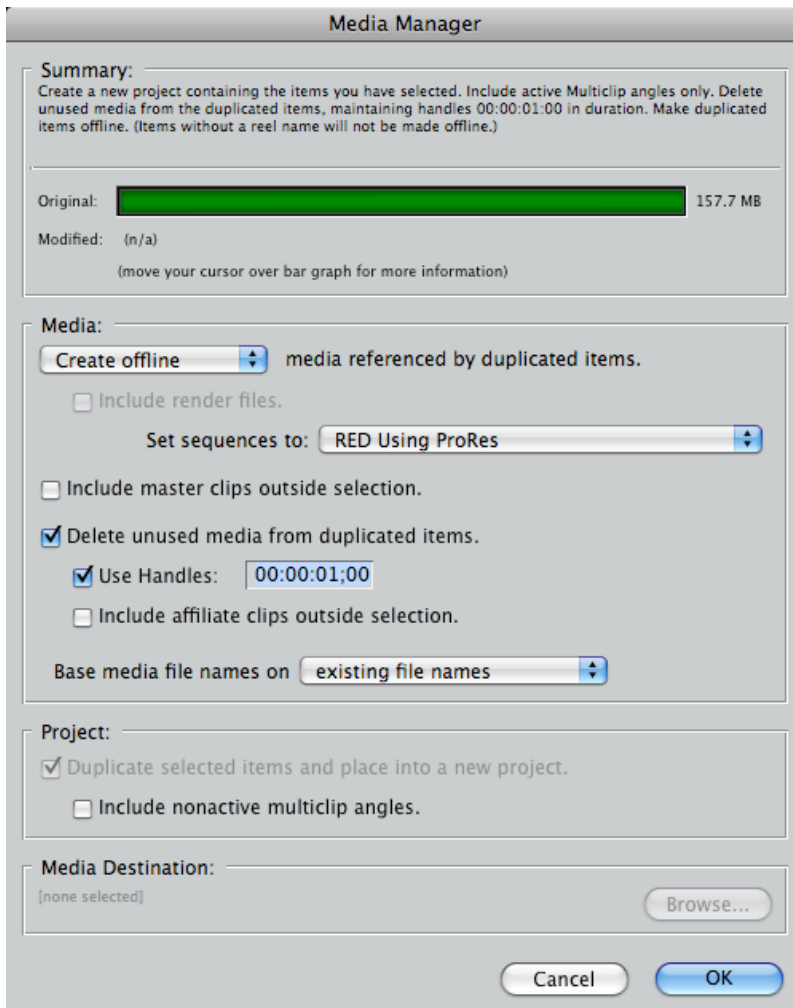 Media Manager
Summary:
Create a new project containing the items you have selected. Include active Multiclip angles only. Delete
unused media from the duplicated items, maintaining handles 00:00:01:00 in duration. Make duplicated
items offline. (Items without a reel name will not be made offline.)
Original: 157.7 MB
Modified: (n/a)
(move your cursor over bar graph for more information)
Media:
Create offline media referenced by duplicated items.
Include render files.
Set sequences to: RED Using ProRes
Include master clips outside selection.
Delete unused media from duplicated items.
Use Handles: 00:00:01;00
Include affiliate clips outside selection.
Base media file names on existing file names
Project:
Duplicate selected items and place into a new project.
Include nonactive multiclip angles.
Media Destination:
[none selected]
Browse...
Cancel OK